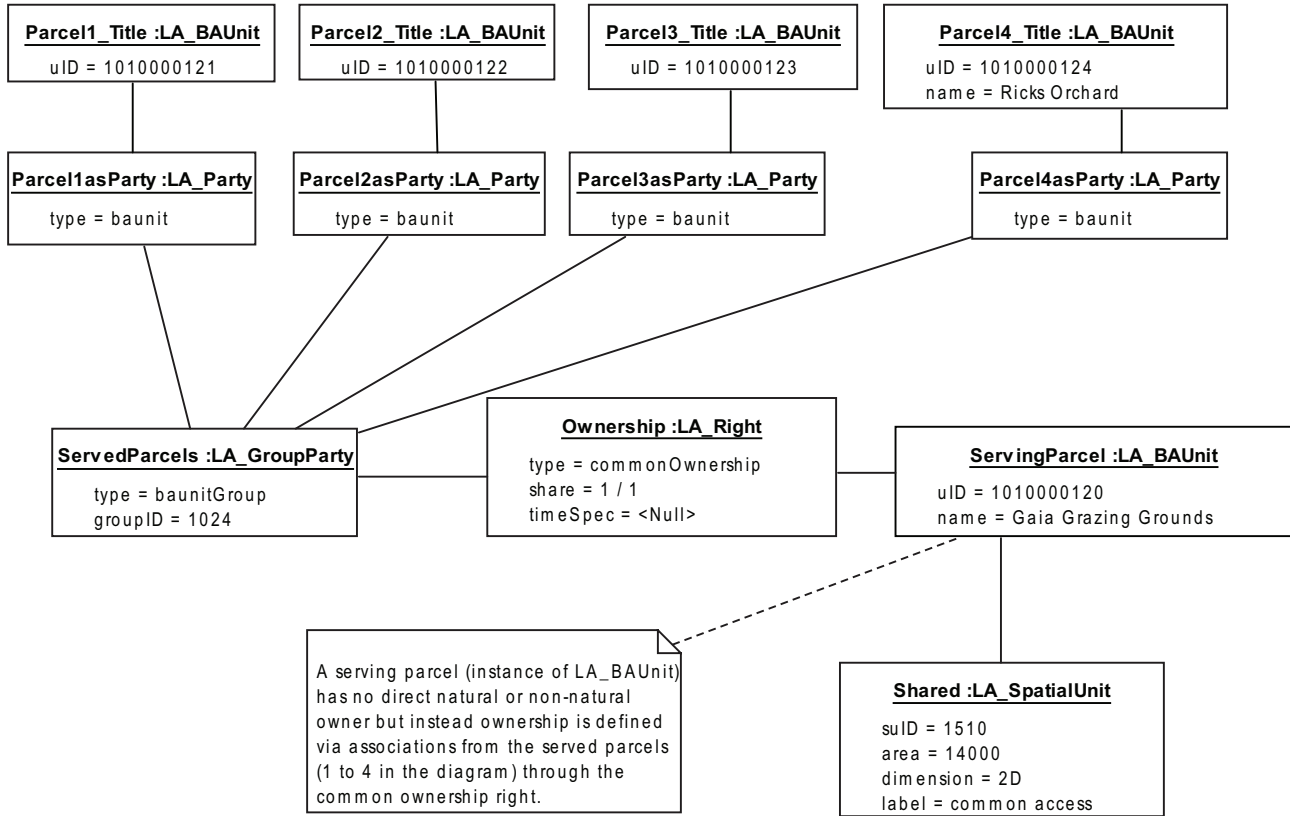 Parcel1_Title :LA_BAUnit
uID = 1010000121
Parcel2_Title :LA_BAUnit
uID = 1010000122
Parcel3_Title :LA_BAUnit
uID = 1010000123
Parcel4_Title :LA_BAUnit
uID = 1010000124
name = Ricks Orchard
Parcel1asParty :LA_Party
type = baunit
Parcel2asParty :LA_Party
type = baunit
Parcel3asParty :LA_Party
type = baunit
Parcel4asParty :LA_Party
type = baunit
ServedParcels :LA_GroupParty
type = baunitGroup
groupID = 1024
Ownership :LA_Right
type = commonOwnership
share = 1 / 1
timeSpec = <Null>
ServingParcel :LA_BAUnit
uID = 1010000120
name = Gaia Grazing Grounds
A serving parcel (instance of LA_BAUnit)
has no direct natural or non-natural
owner but instead ownership is defined
via associations from the served parcels
(1 to 4 in the diagram) through the
common ownership right.
Shared :LA_SpatialUnit
suID = 1510
area = 14000
dimension = 2D
label = common access